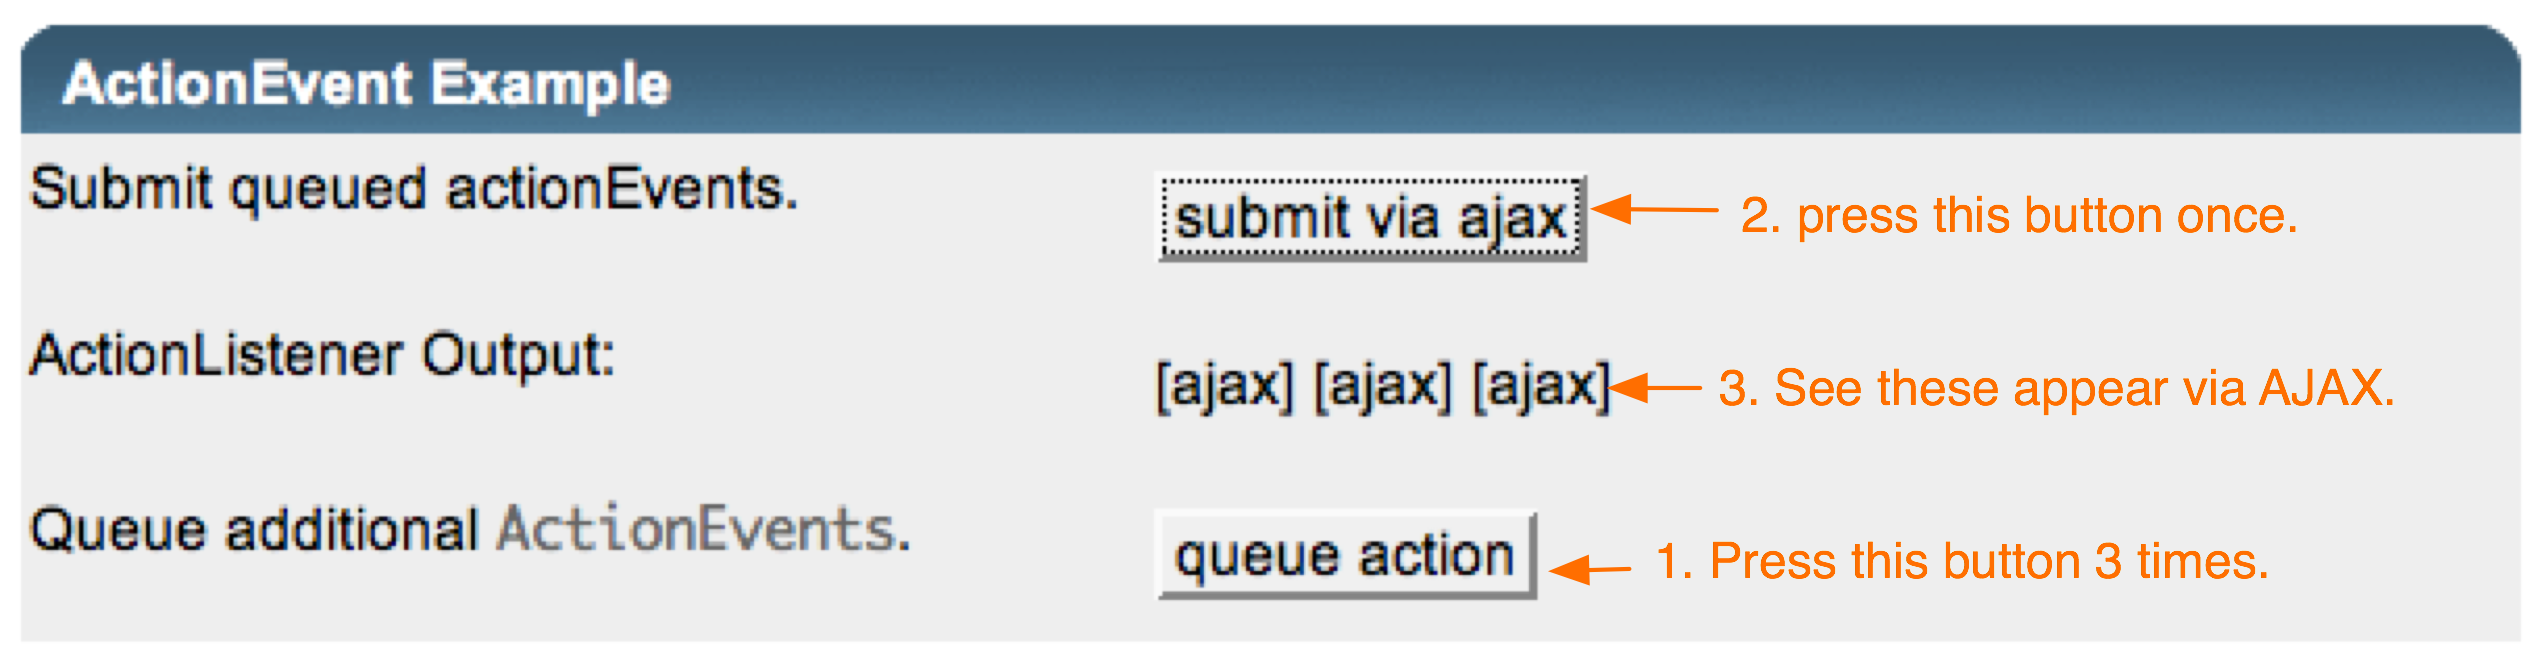 ActionEvent Example
Submit queued actionEvents.
submit via ajax
2. press this button once.
ActionListener Output:
[ajax] [ajax] [ajax]
3. See these appear via AJAX.
Queue additional ActionEvents.
queue action
1. Press this button 3 times.